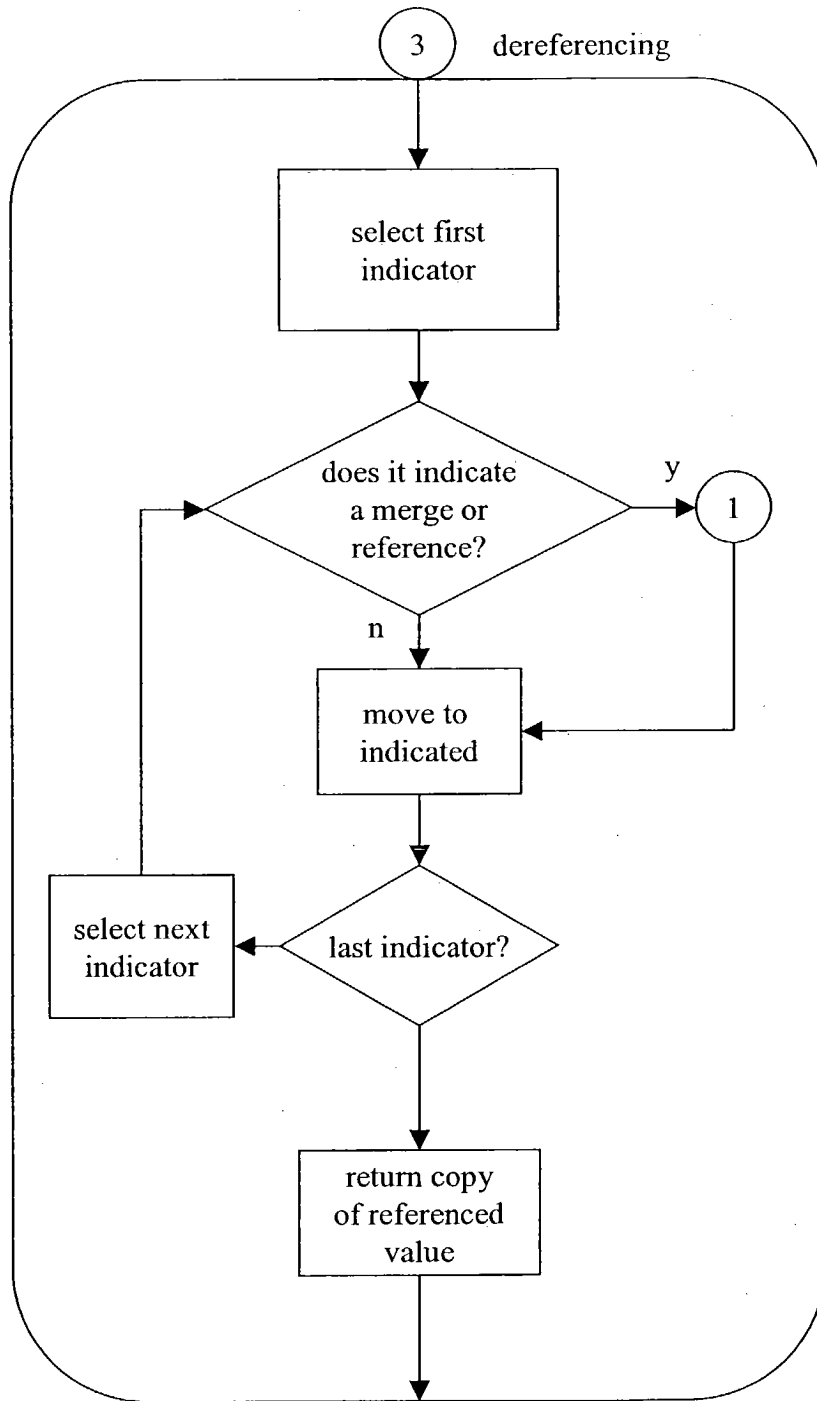 3 dereferencing
select first
indicator
does it indicate
a merge or
reference?
y
1
n
move to
indicated
select next
indicator
last indicator?
return copy
of referenced
value